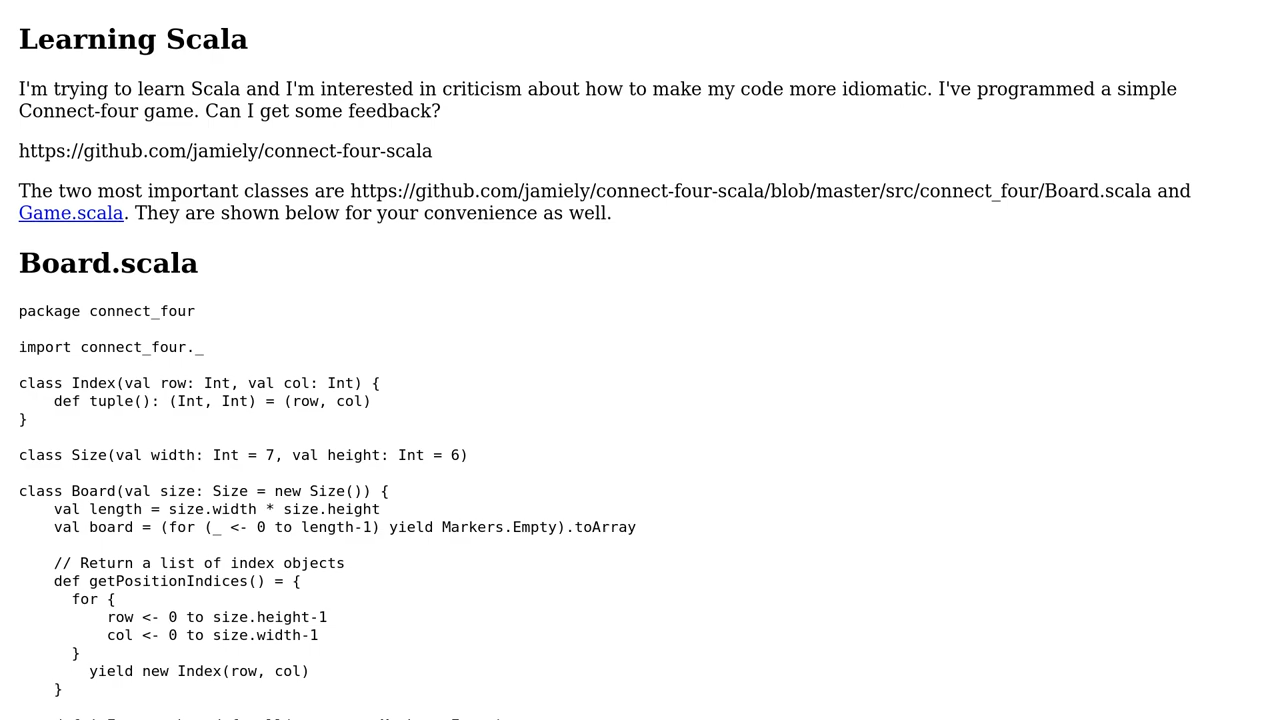 Learning Scala
I'm trying to learn Scala and I'm interested in criticism about how to make my code more idiomatic. I've programmed a simple
Connect-four game. Can I get some feedback?
https://github.com/jamiely/connect-four-scala
The two most important classes are https://github.com/jamiely/connect-four-scala/blob/master/src/connect_four/Board.scala and
Game.scala. They are shown below for your convenience as well.
Board.scala
package connect_four
import connect_four._
class Index(val row: Int, val col: Int) {
    def tuple(): (Int, Int) = (row, col)
}
class Size(val width: Int = 7, val height: Int = 6)
class Board(val size: Size = new Size()) {
    val length = size.width * size.height
    val board = (for (_ <- 0 to length-1) yield Markers.Empty).toArray
    // Return a list of index objects
    def getPositionIndices() = {
      for {
          row <- 0 to size.height-1
          col <- 0 to size.width-1
      }
        yield new Index(row, col)
    }